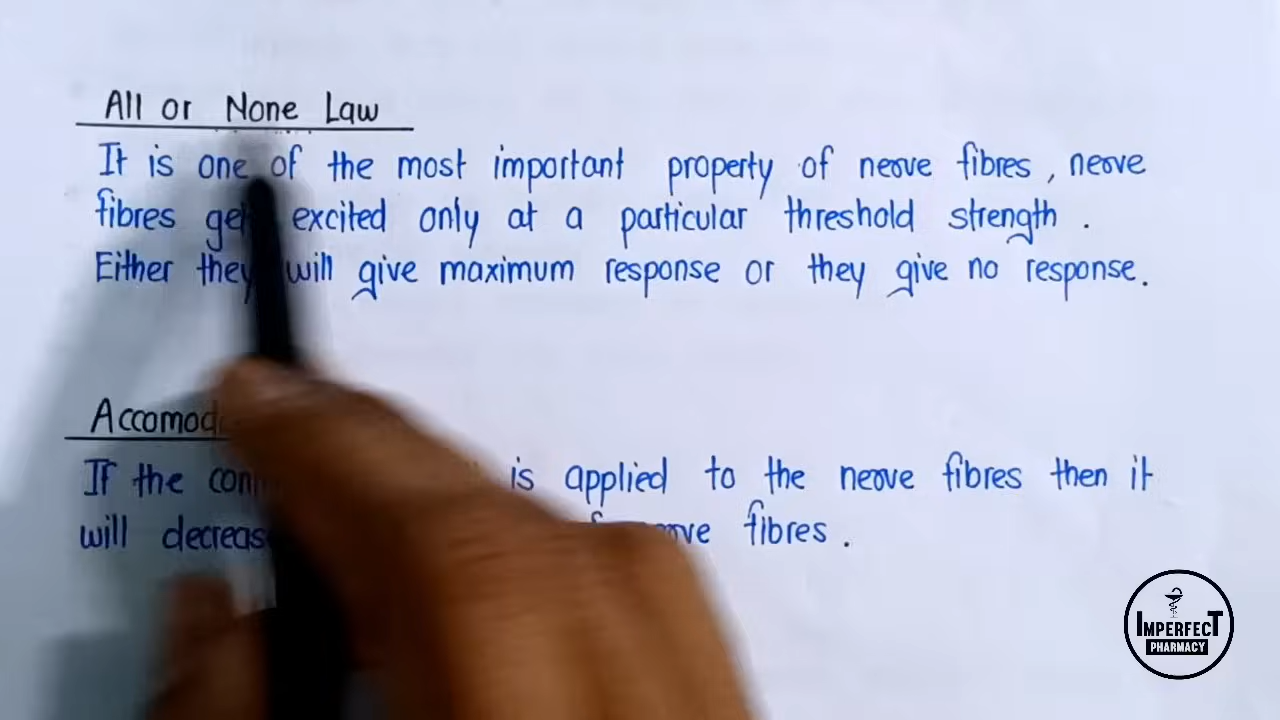 All or None Law
It is one of the most important property of nerve fibres , nerve
fibres get excited only at a particular threshold strength .
Either they will give maximum response or they give no response.
If the is applied to the nerve fibres then it
will fibres .
IMPERFECT
PHARMACY